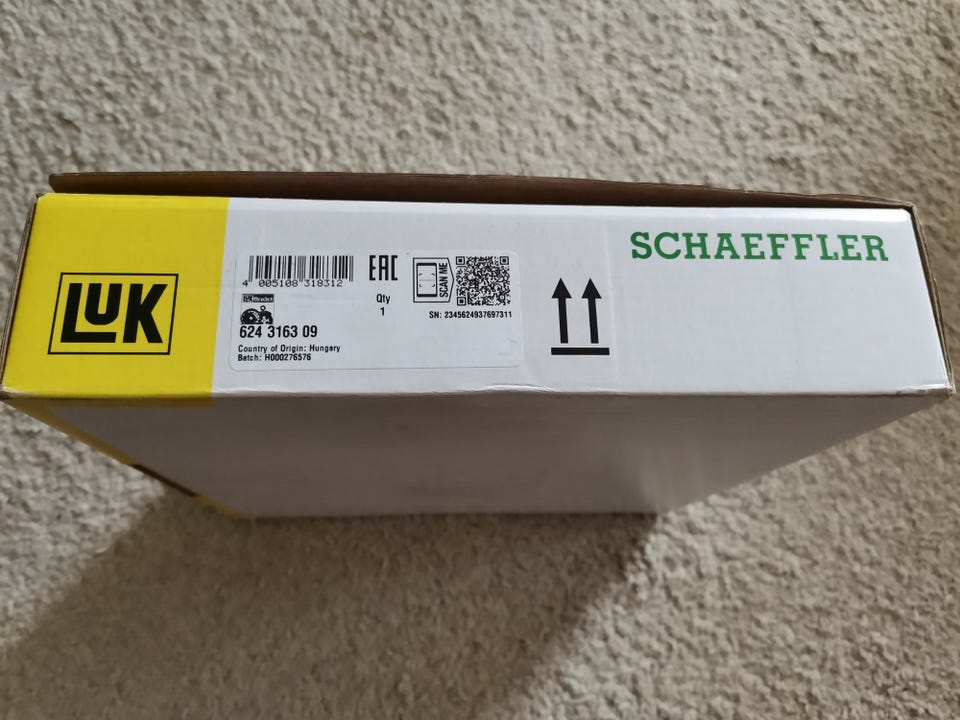 LUK
4 005108 318312
EAC
Qty
1
SCAN ME
SN: 2345624937697311
624 3163 09
Country of Origin: Hungary
Batch: H000276576
SCHAEFFLER